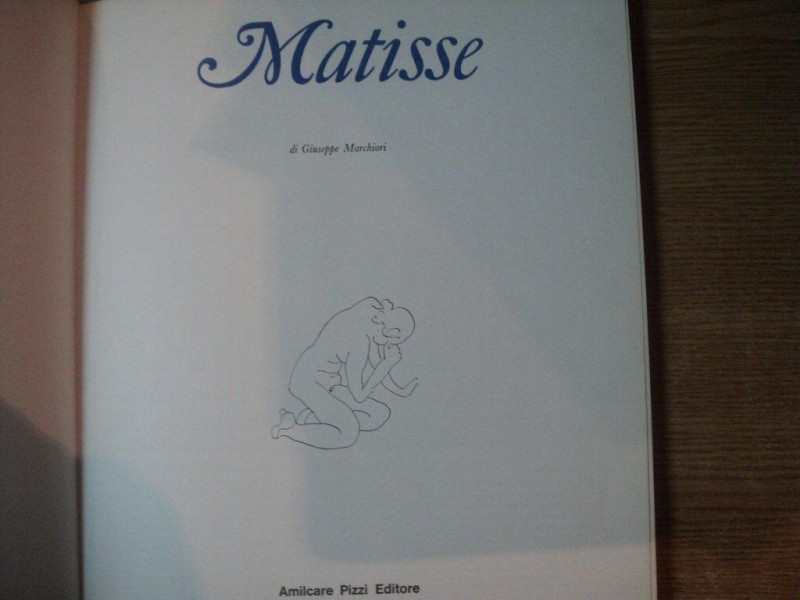 Matisse
di Giuseppe Marchiori
Amilcare Pizzi Editore